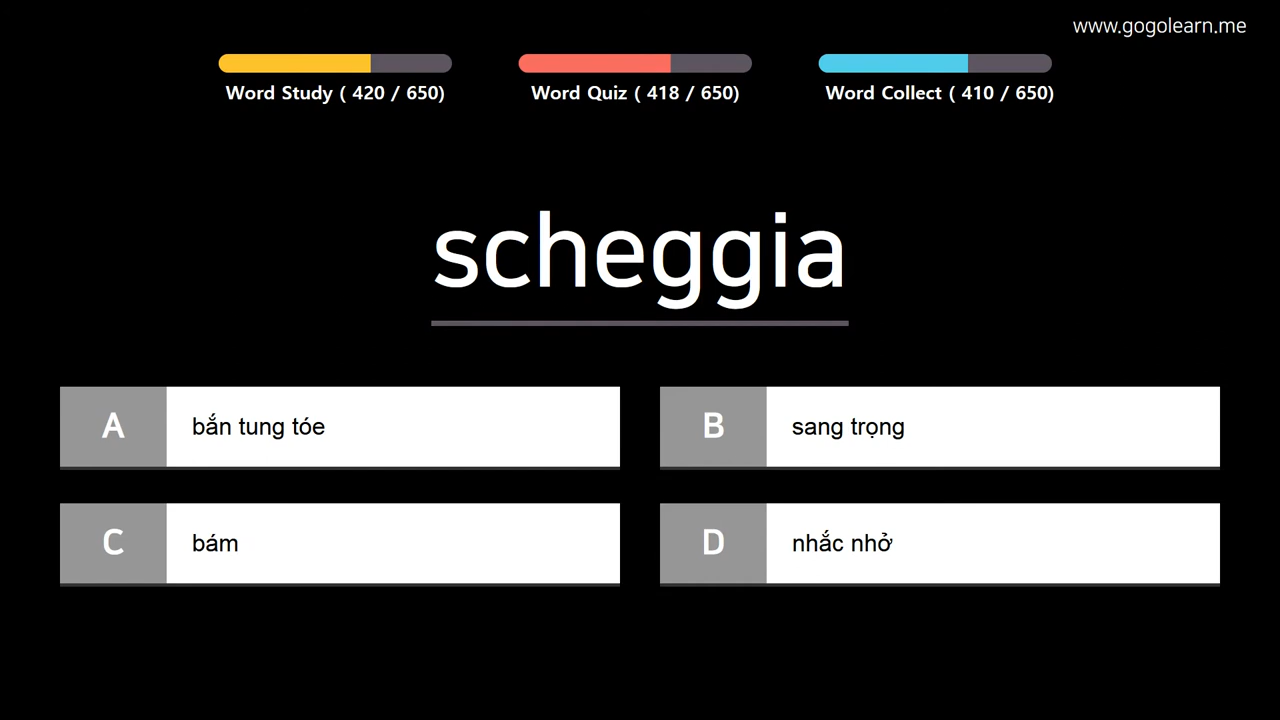 www.gogolearn.me
Word Study ( 420 / 650)
Word Quiz ( 418 / 650)
Word Collect ( 410 / 650)
scheggia
A
bắn tung tóe
B
sang trọng
C
bám
D
nhắc nhở